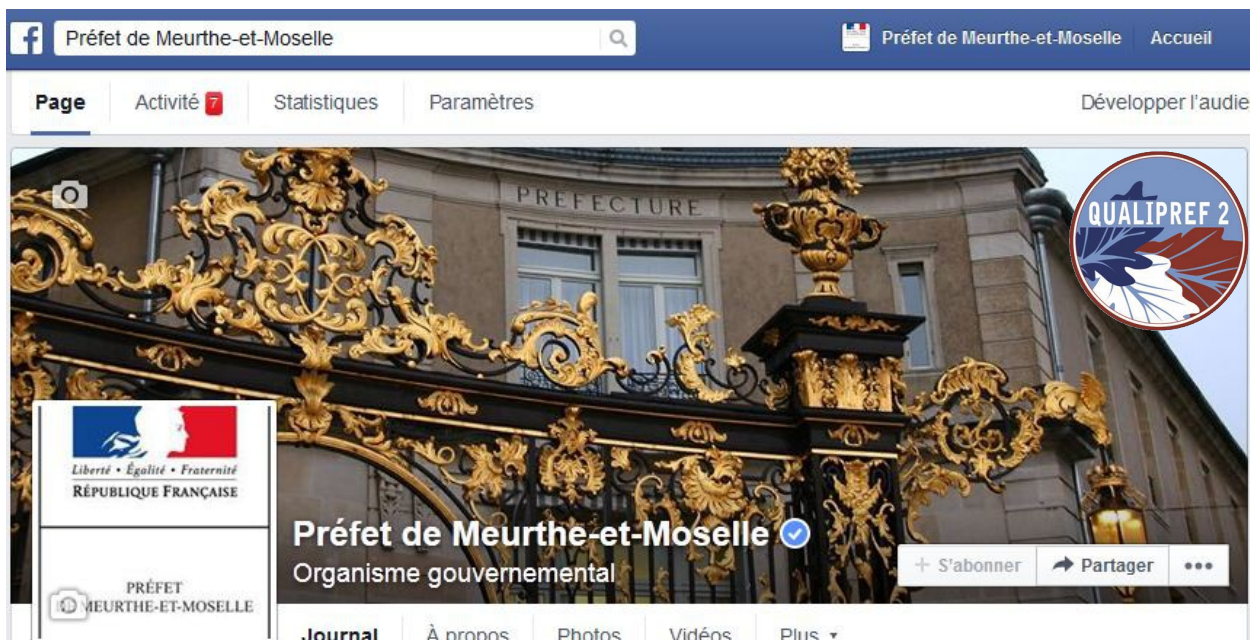 Préfet de Meurthe-et-Moselle
Préfet de Meurthe-et-Moselle Accueil
Page Activité 7 Statistiques Paramètres Développer l'audie
PREFECTURE
QUALIPREF 2
Liberté • Égalité • Fraternité
RÉPUBLIQUE FRANÇAISE
PRÉFET
MEURTHE-ET-MOSELLE
Préfet de Meurthe-et-Moselle
Organisme gouvernemental
+ S'abonner Partager
Journal À propos Photos Vidéos Plus